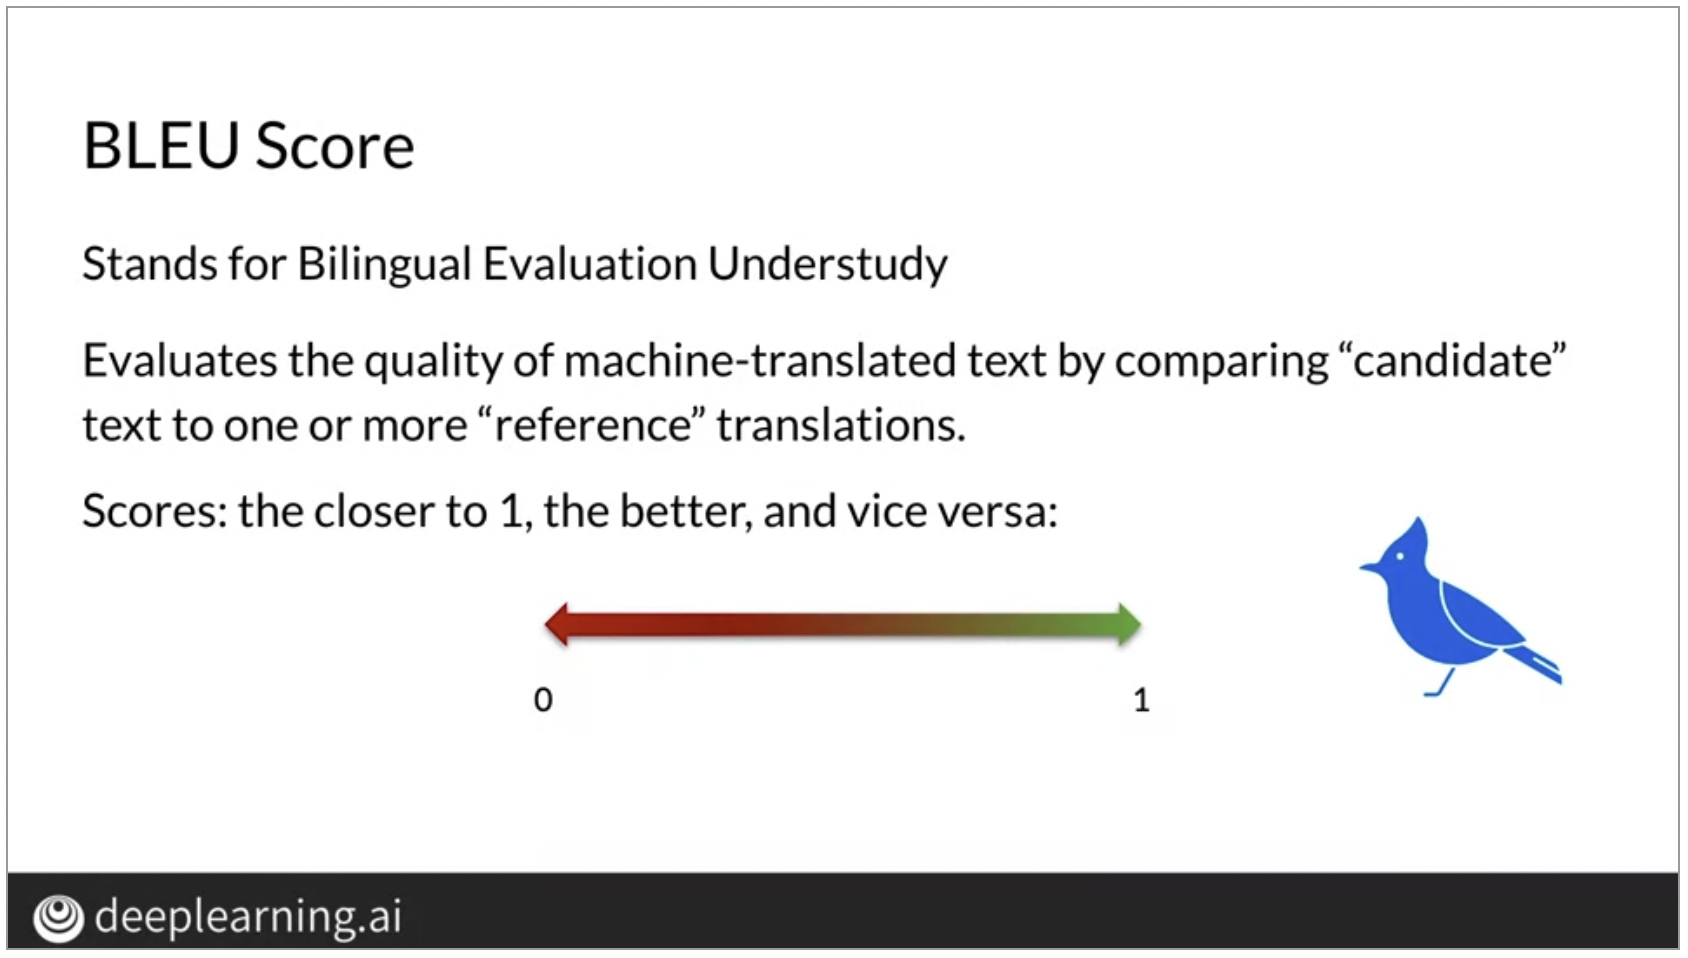 BLEU Score
Stands for Bilingual Evaluation Understudy
Evaluates the quality of machine-translated text by comparing “candidate”
text to one or more “reference” translations.
Scores: the closer to 1, the better, and vice versa:
0 1
deeplearning.ai